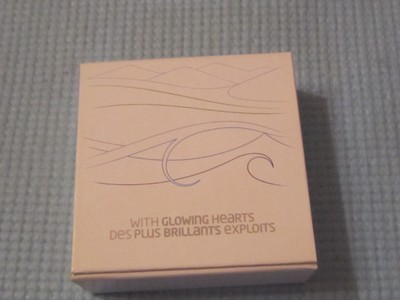 WITH GLOWING HEARTS
DES PLUS BRILLANTS EXPLOITS